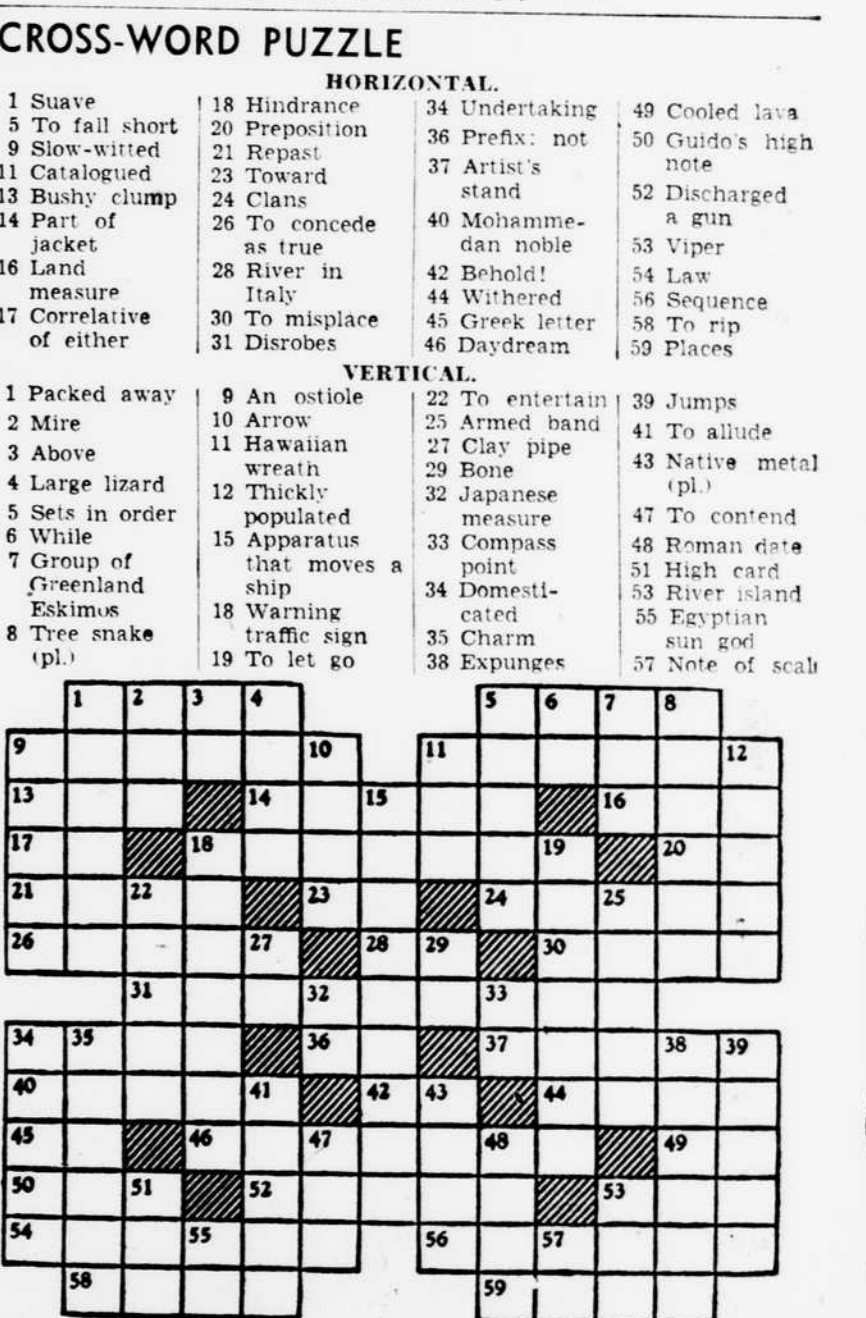 CROSS-WORD PUZZLE
HORIZONTAL.
1 Suave
5 To fall short
9 Slow-witted
11 Catalogued
13 Bushy clump
14 Part of
jacket
16 Land
measure
17 Correlative
of either
18 Hindrance
20 Preposition
21 Repast
23 Toward
24 Clans
26 To concede
as true
28 River in
Italy
30 To misplace
31 Disrobes
34 Undertaking
36 Prefix: not
37 Artist's
stand
40 Mohamme-
dan noble
42 Behold!
44 Withered
45 Greek letter
46 Daydream
49 Cooled lava
50 Guido's high
note
52 Discharged
a gun
53 Viper
54 Law
56 Sequence
58 To rip
59 Places
VERTICAL.
1 Packed away
2 Mire
3 Above
4 Large lizard
5 Sets in order
6 While
7 Group of
Greenland
Eskimos
8 Tree snake
(pl.)
9 An ostiole
10 Arrow
11 Hawaiian
wreath
12 Thickly
populated
15 Apparatus
that moves a
ship
18 Warning
traffic sign
19 To let go
22 To entertain
25 Armed band
27 Clay pipe
29 Bone
32 Japanese
measure
33 Compass
point
34 Domesti-
cated
35 Charm
38 Expunges
39 Jumps
41 To allude
43 Native metal
(pl.)
47 To contend
48 Roman date
51 High card
53 River island
55 Egyptian
sun god
57 Note of scale
1 2 3 4 5 6 7 8
9 10 11 12
13 14 15 16
17 18 19 20
21 22 23 24 25
26 27 28 29 30
31 32 33
34 35 36 37 38 39
40 41 42 43 44
45 46 47 48 49
50 51 52 53
54 55 56 57
58 59